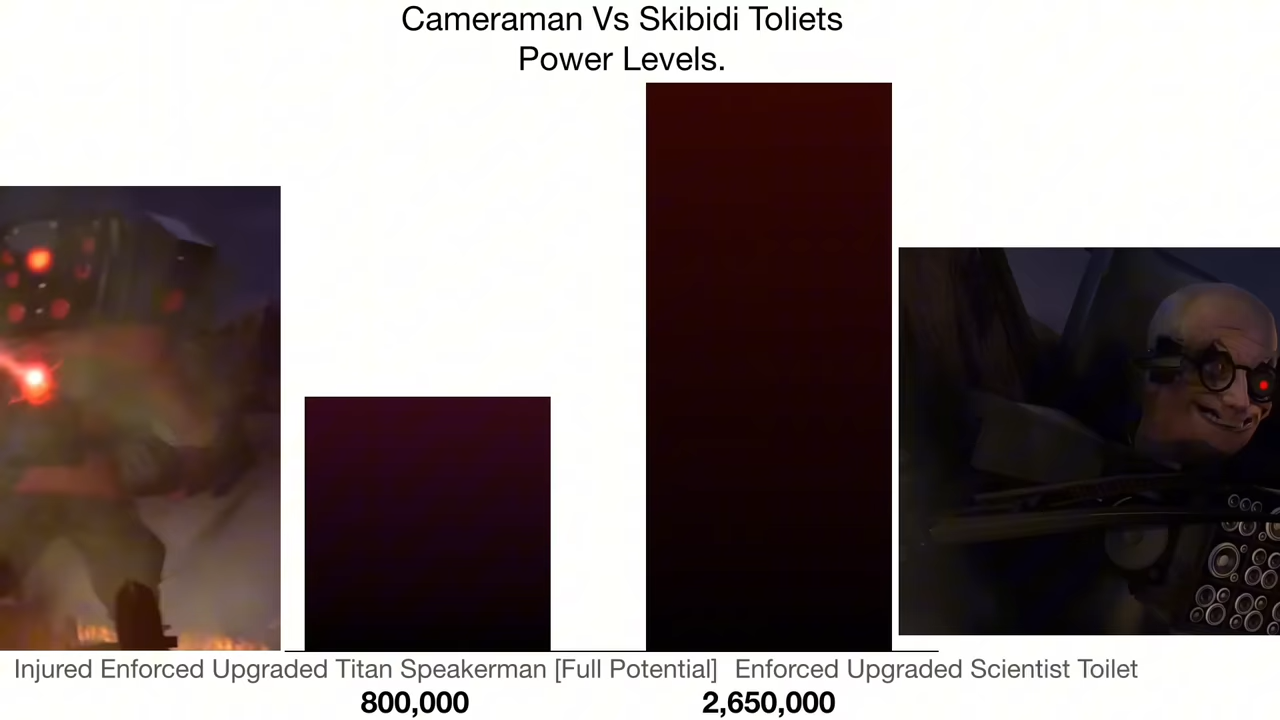 Cameraman Vs Skibidi Toliets
Power Levels.
Injured Enforced Upgraded Titan Speakerman [Full Potential] Enforced Upgraded Scientist Toilet
800,000 2,650,000